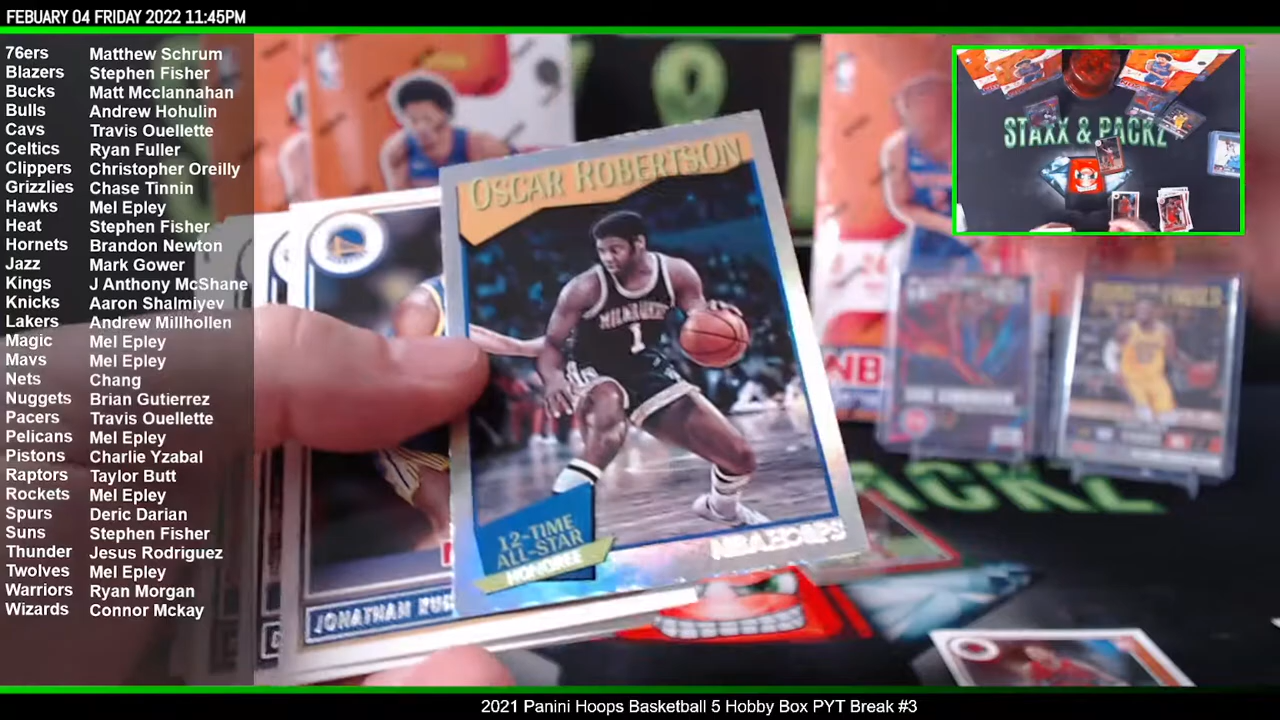 FEBUARY 04 FRIDAY 2022 11:45PM
76ers Matthew Schrum
Blazers Stephen Fisher
Bucks Matt Mcclannahan
Bulls Andrew Hohulin
Cavs Travis Ouellette
Celtics Ryan Fuller
Clippers Christopher Oreilly
Grizzlies Chase Tinnin
Hawks Mel Epley
Heat Stephen Fisher
Hornets Brandon Newton
Jazz Mark Gower
Kings J Anthony McShane
Knicks Aaron Shalmiyev
Lakers Andrew Millhollen
Magic Mel Epley
Mavs Mel Epley
Nets Chang
Nuggets Brian Gutierrez
Pacers Travis Ouellette
Pelicans Mel Epley
Pistons Charlie Yzabal
Raptors Taylor Butt
Rockets Mel Epley
Spurs Deric Darian
Suns Stephen Fisher
Thunder Jesus Rodriguez
Twolves Mel Epley
Warriors Ryan Morgan
Wizards Connor Mckay
STAXX & PACKZ
OSCAR ROBERTSON
MILWAUKEE
1
12-TIME
ALL-STAR
HONOREE
NBA HOOPS
JONATHAN
NB
ACKZ
2021 Panini Hoops Basketball 5 Hobby Box PYT Break #3